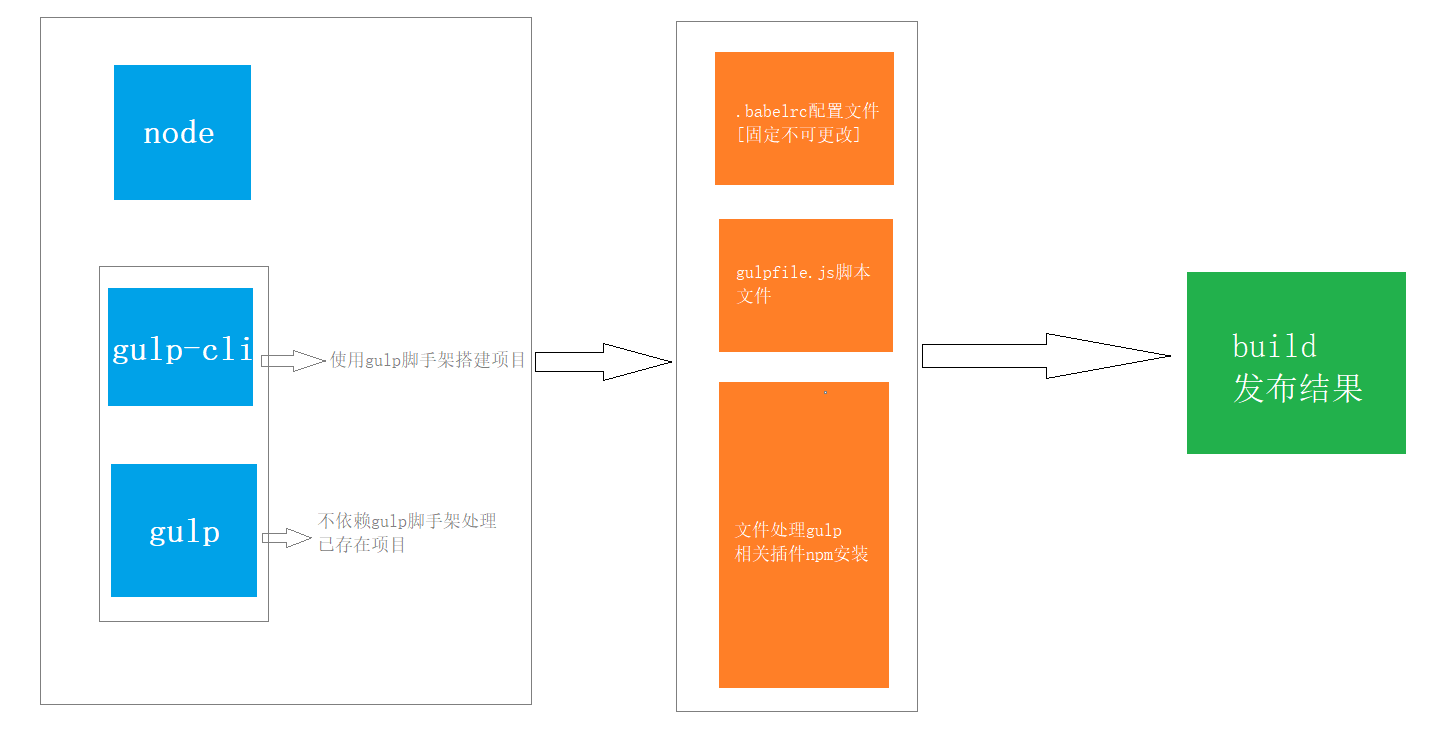 node
gulp-cli
使用gulp脚手架搭建项目
gulp
不依赖gulp脚手架处理
已存在项目
.babelrc配置文件
[固定不可更改]
gulpfile.js脚本
文件
文件处理gulp
相关插件npm安装
build
发布结果